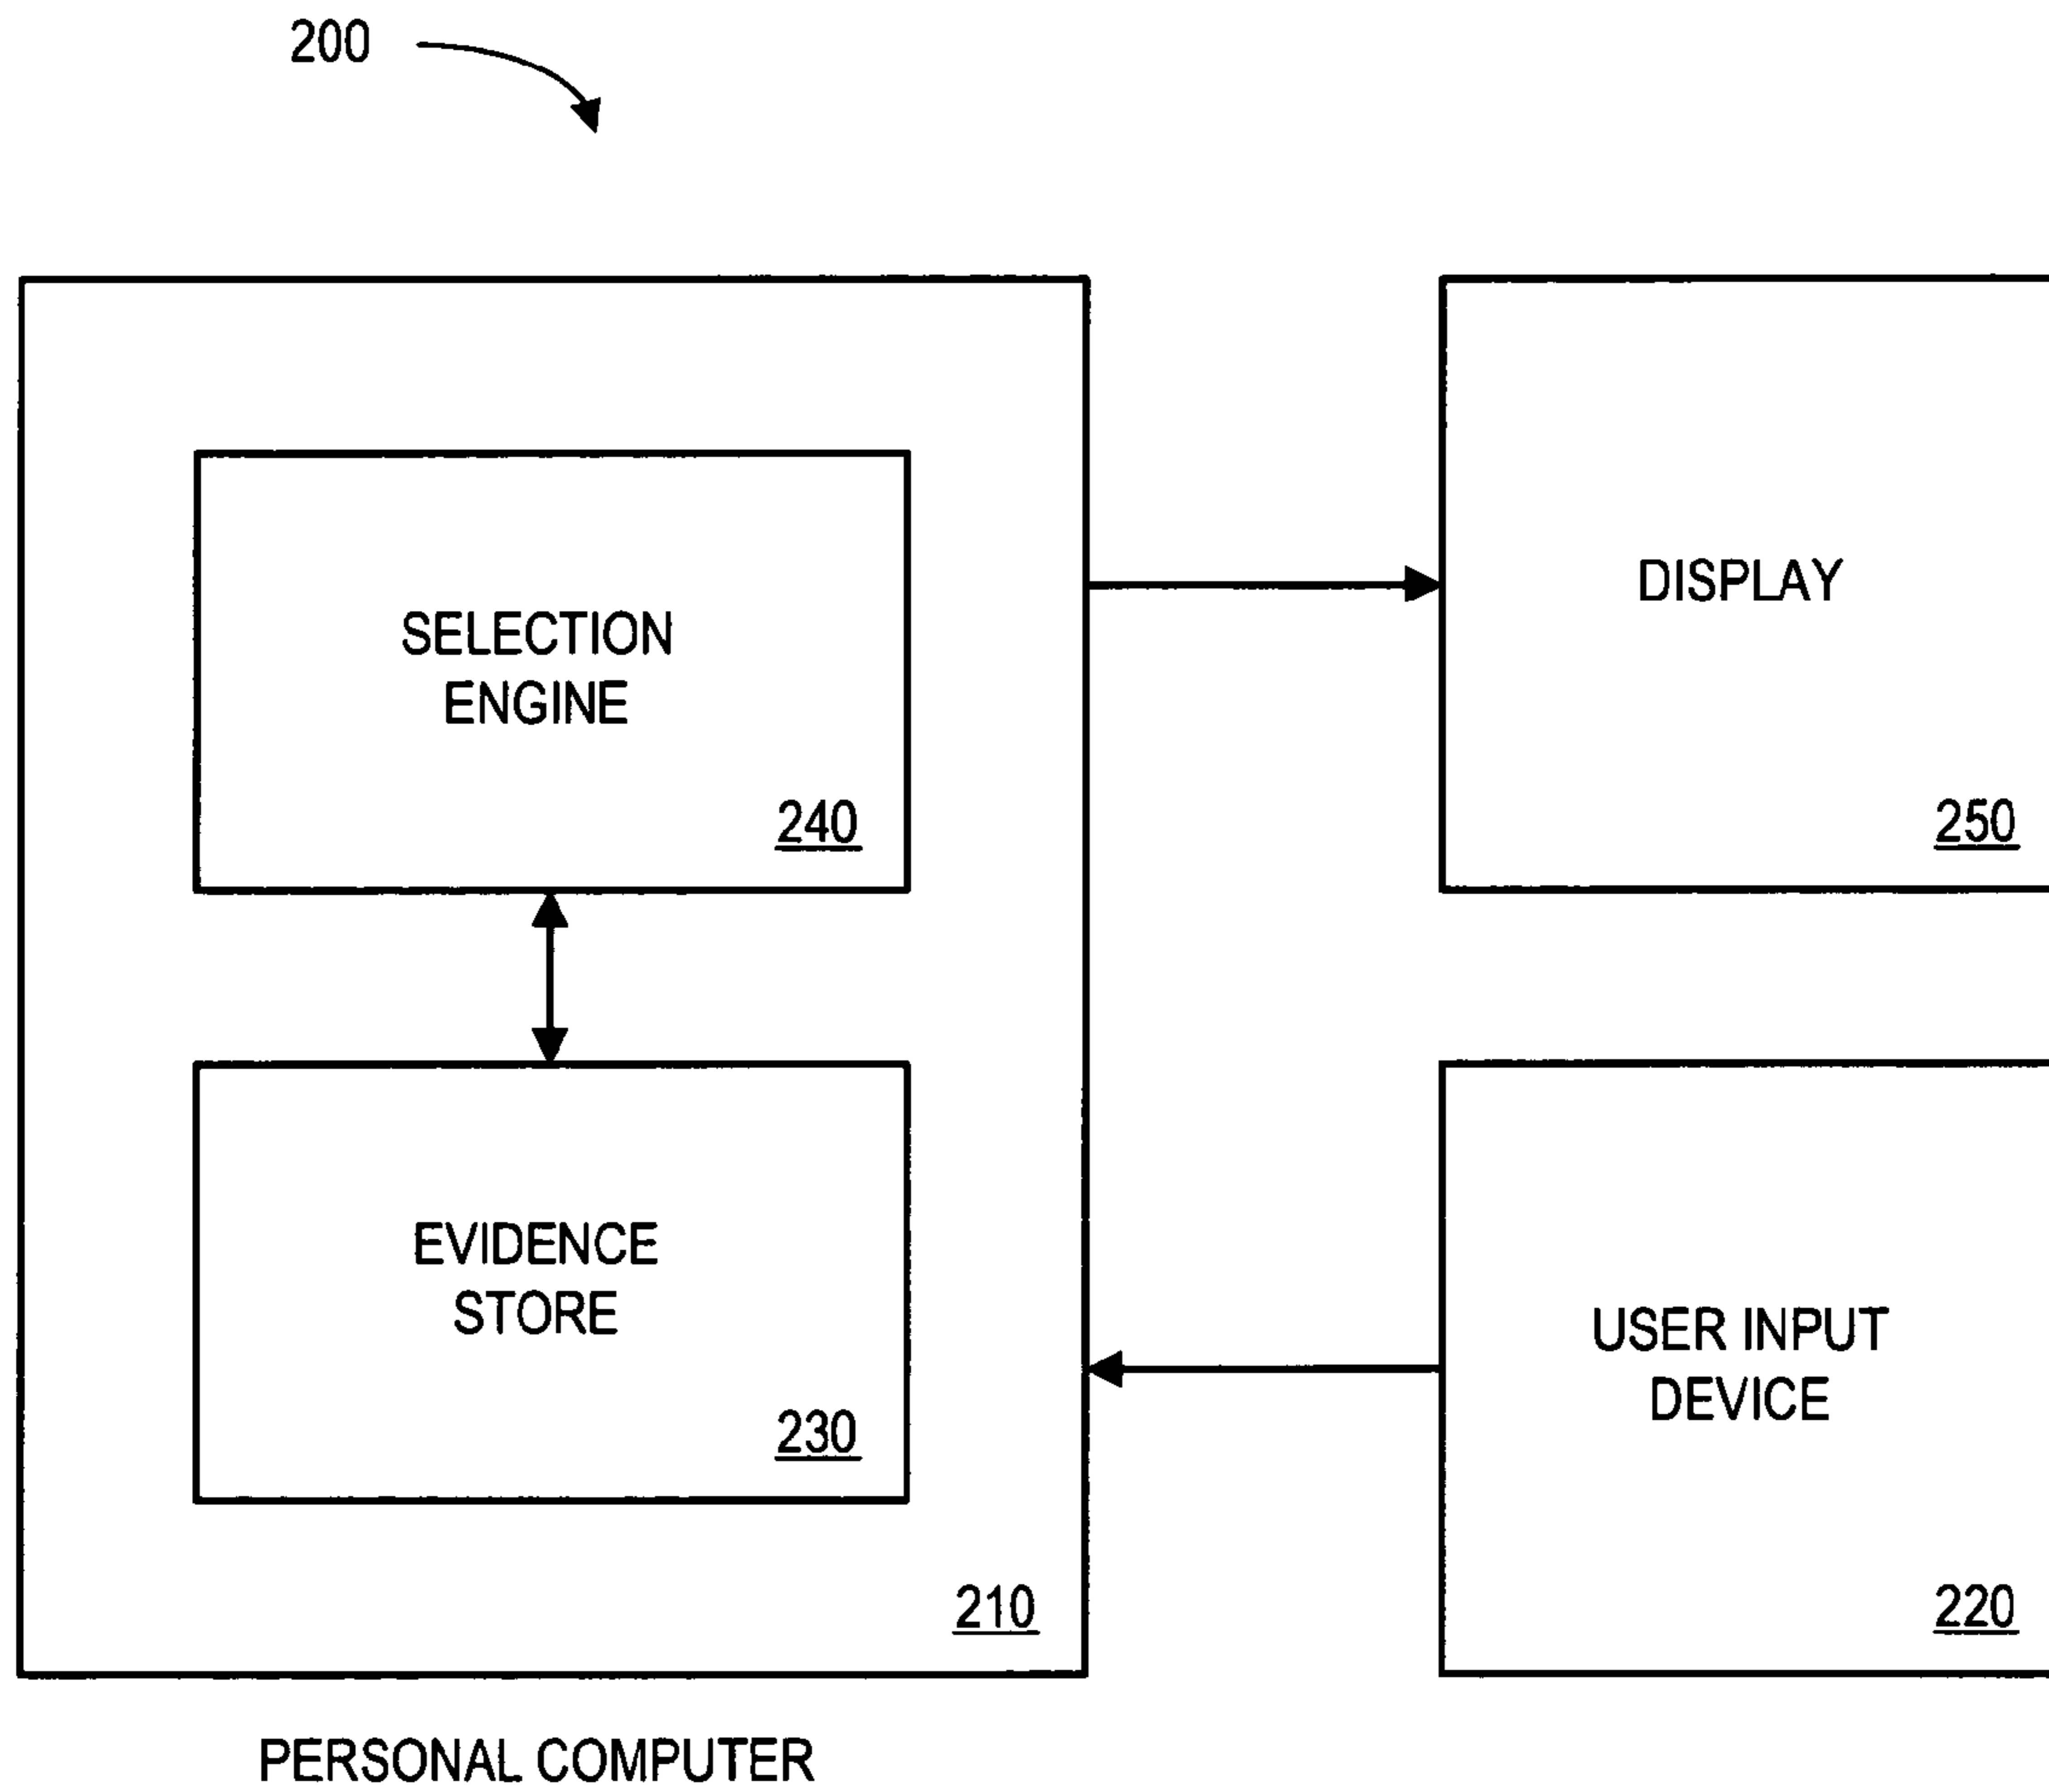 200
SELECTION
ENGINE
240
DISPLAY
250
EVIDENCE
STORE
230
USER INPUT
DEVICE
220
210
PERSONAL COMPUTER